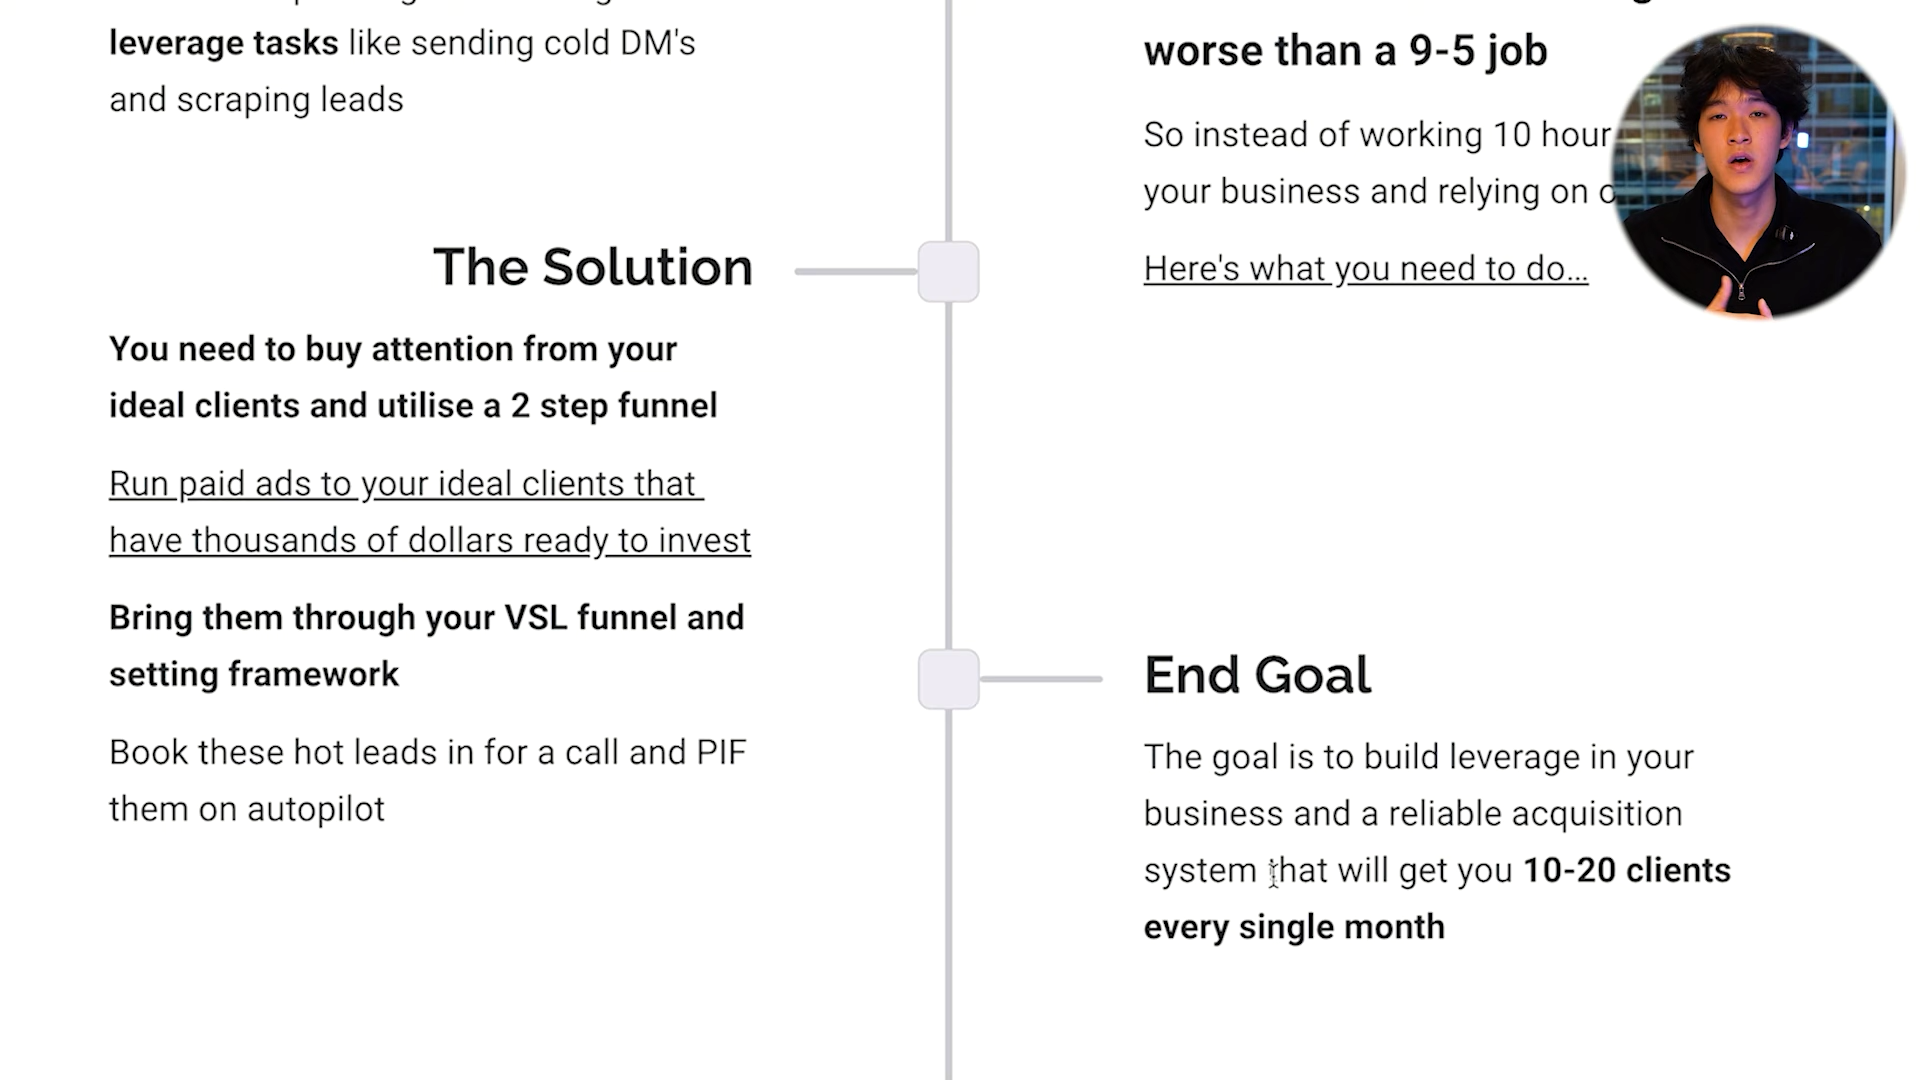 leverage tasks like sending cold DM's
and scraping leads
worse than a 9-5 job
So instead of working 10 hour
your business and relying on
Here's what you need to do...
The Solution
You need to buy attention from your
ideal clients and utilise a 2 step funnel
Run paid ads to your ideal clients that
have thousands of dollars ready to invest
Bring them through your VSL funnel and
setting framework
Book these hot leads in for a call and PIF
them on autopilot
End Goal
The goal is to build leverage in your
business and a reliable acquisition
system that will get you 10-20 clients
every single month